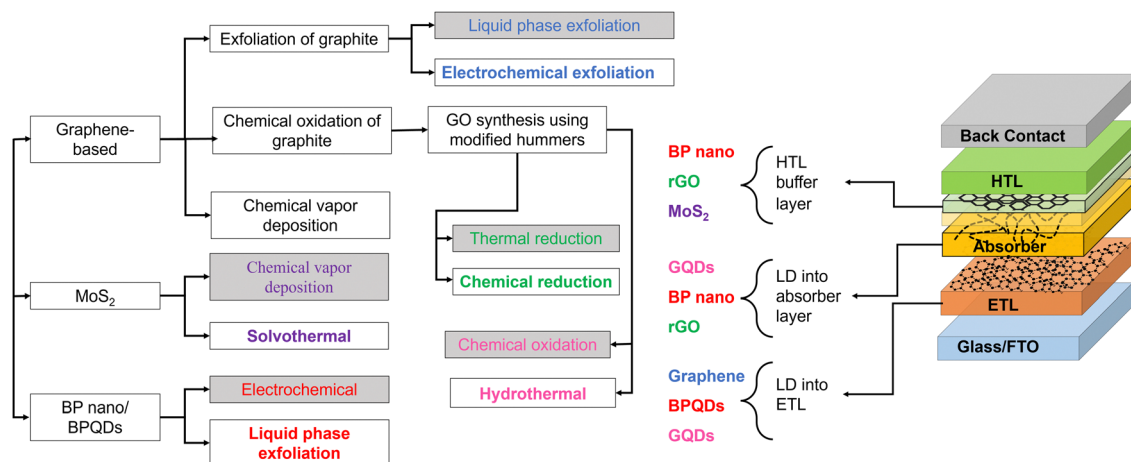 Graphene-
based
MoS₂
BP nano/
BPQDs
Exfoliation of graphite
Liquid phase exfoliation
Electrochemical exfoliation
Chemical oxidation of
graphite
GO synthesis using
modified hummers
Chemical vapor
deposition
Thermal reduction
Chemical reduction
Chemical vapor
deposition
Solvothermal
Chemical oxidation
Hydrothermal
Electrochemical
Liquid phase
exfoliation
BP nano
rGO
MoS₂
HTL
buffer
layer
GQDs
BP nano
rGO
LD into
absorber
layer
Graphene
BPQDs
GQDs
LD into
ETL
Back Contact
HTL
Absorber
ETL
Glass/FTO